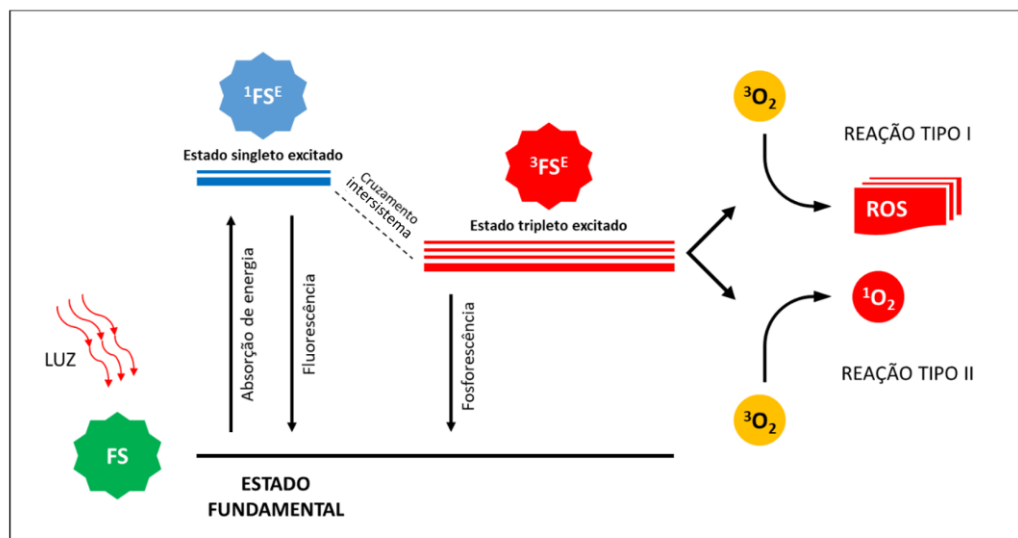 ¹FSᴱ
Estado singleto excitado
Cruzamento
intersistema
³FSᴱ
Estado tripleto excitado
³O₂
REAÇÃO TIPO I
ROS
¹O₂
REAÇÃO TIPO II
³O₂
LUZ
FS
Absorção de energia
Fluorescência
Fosforescência
ESTADO
FUNDAMENTAL